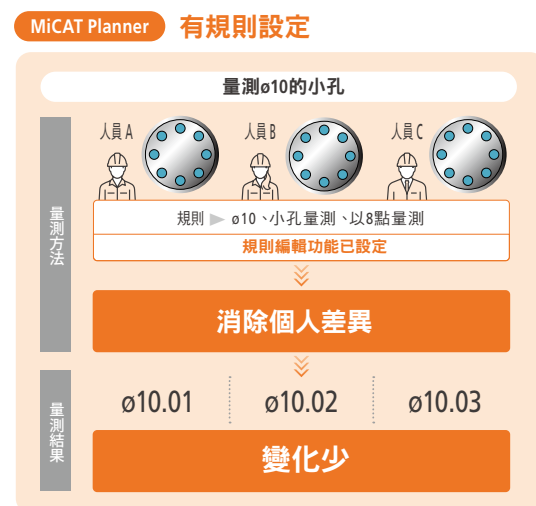 MiCAT Planner 有規則設定
量測ø10的小孔
人員A 人員B 人員C
量測方法
規則 ▶ ø10、小孔量測、以8點量測
規則編輯功能已設定
消除個人差異
量測結果
ø10.01 ø10.02 ø10.03
變化少